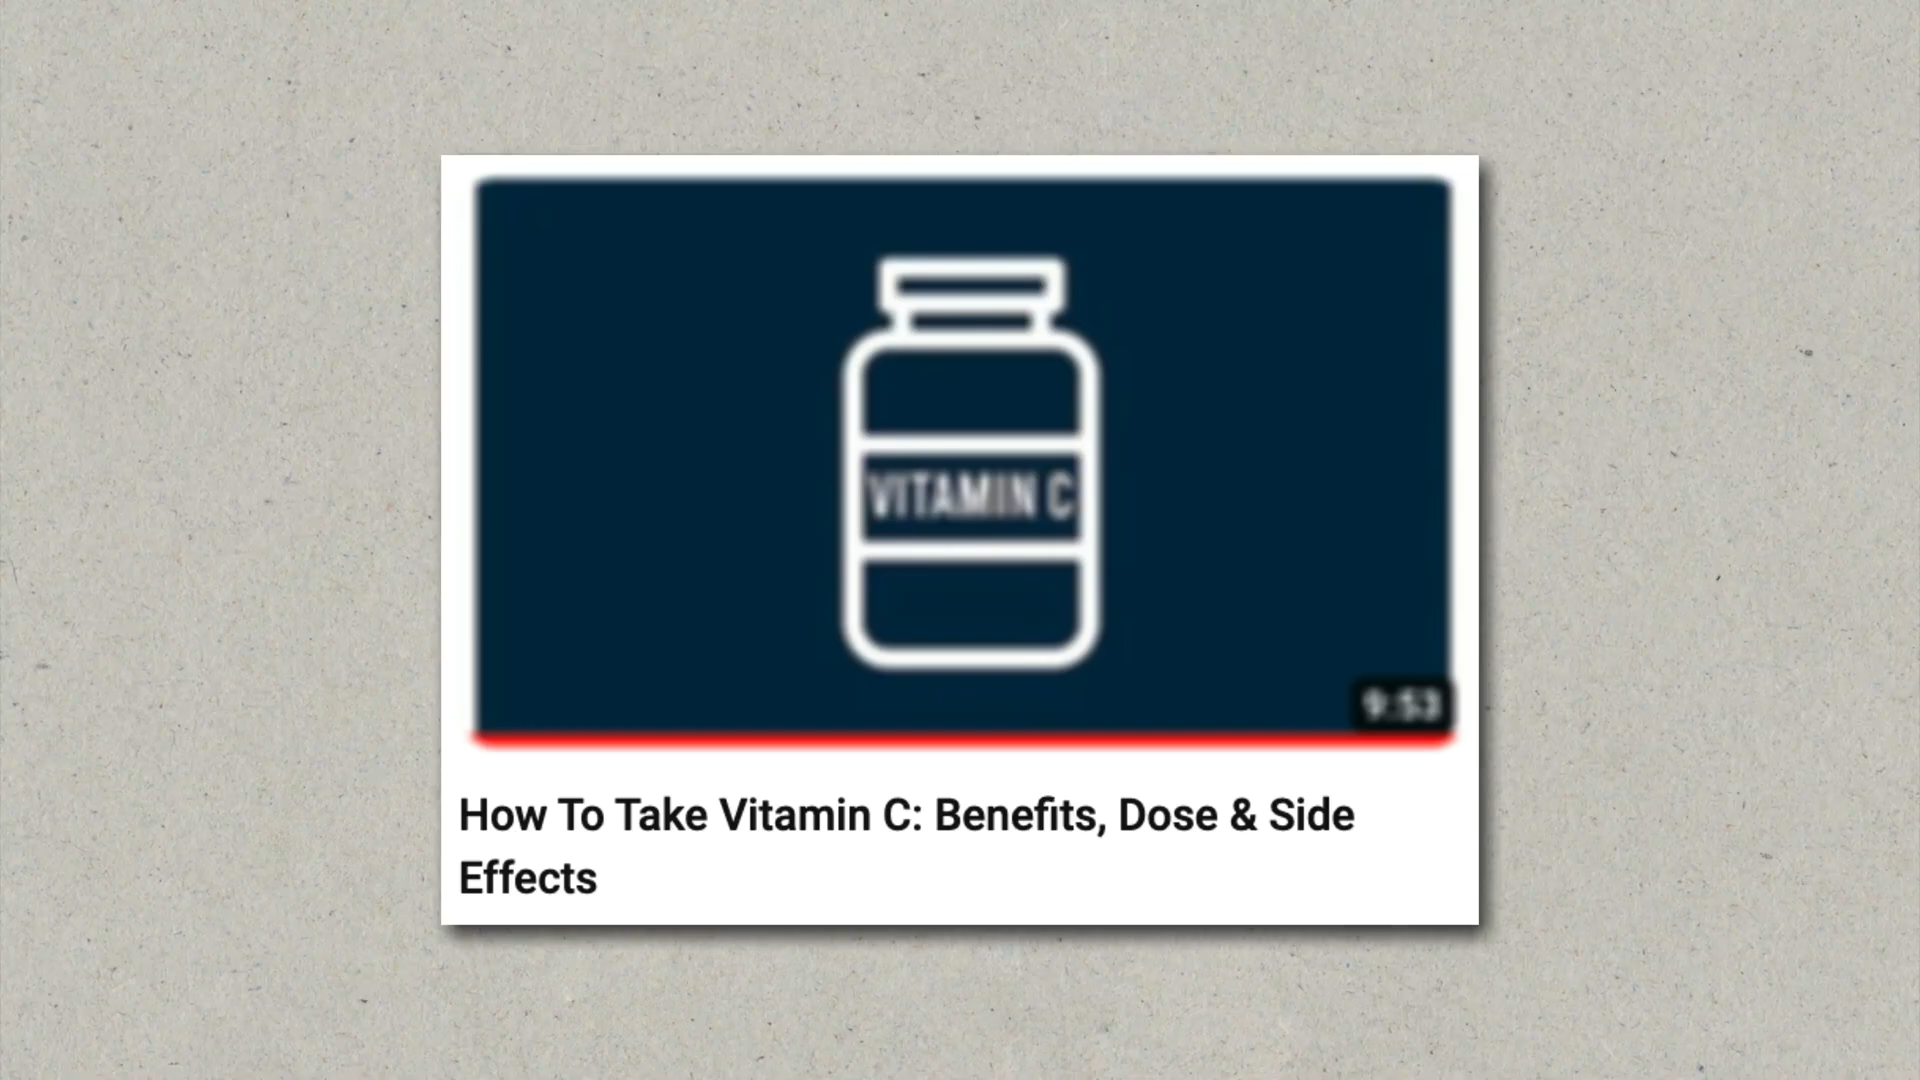 VITAMIN C
9:53
How To Take Vitamin C: Benefits, Dose & Side
Effects